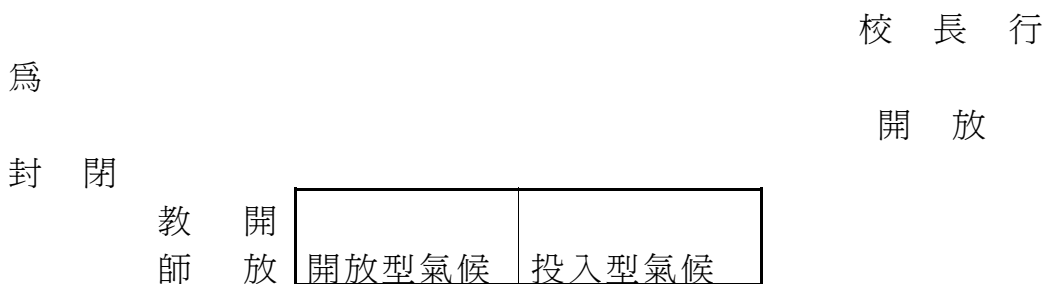 校 長 行
爲
開 放
封 閉
教 開
師 放 開放型氣候 投入型氣候